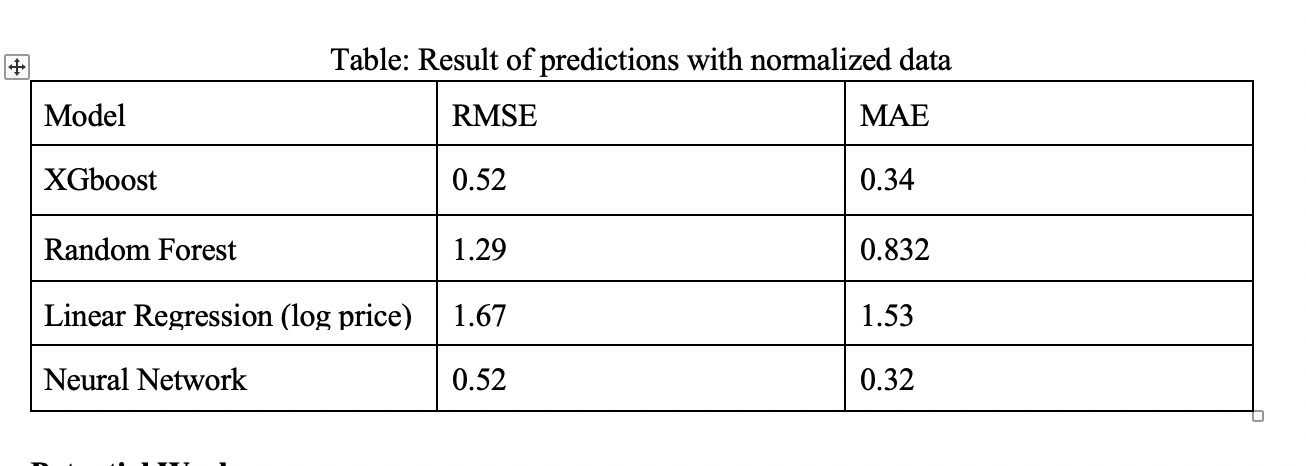 Table: Result of predictions with normalized data
Model RMSE MAE
XGboost 0.52 0.34
Random Forest 1.29 0.832
Linear Regression (log price) 1.67 1.53
Neural Network 0.52 0.32